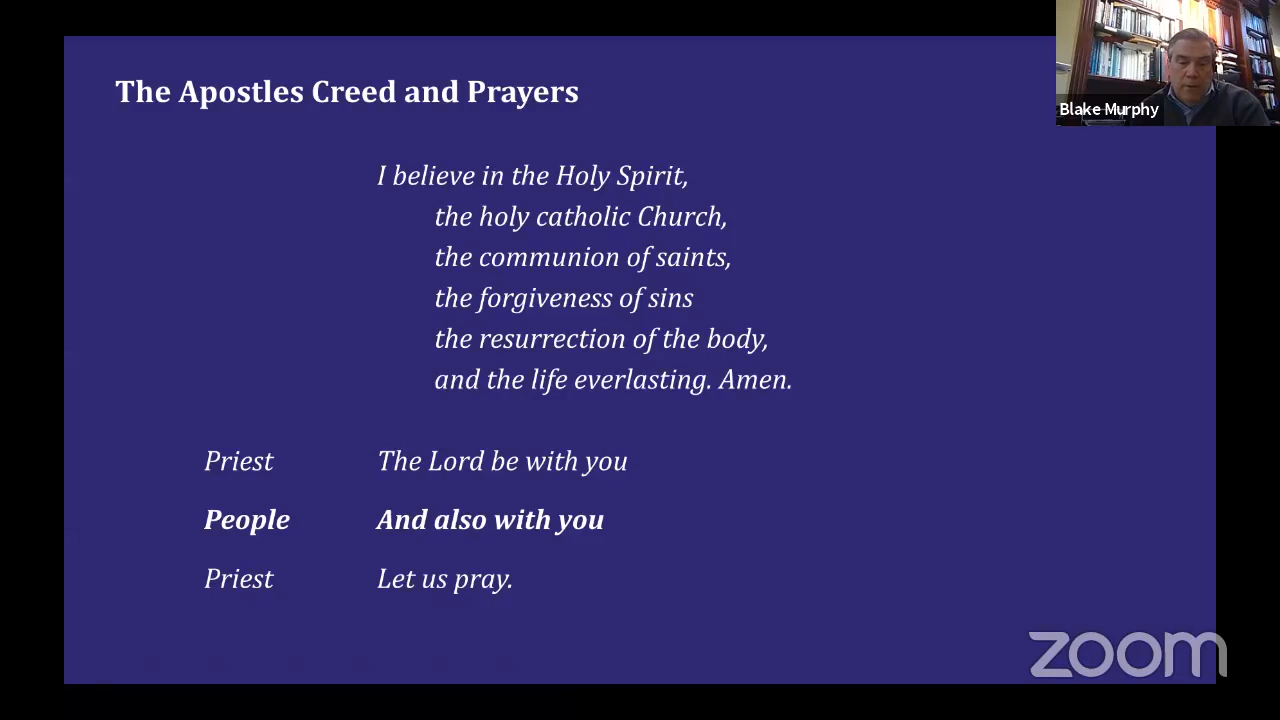 The Apostles Creed and Prayers
Blake Murphy
I believe in the Holy Spirit,
the holy catholic Church,
the communion of saints,
the forgiveness of sins
the resurrection of the body,
and the life everlasting. Amen.
Priest The Lord be with you
People And also with you
Priest Let us pray.
zoom